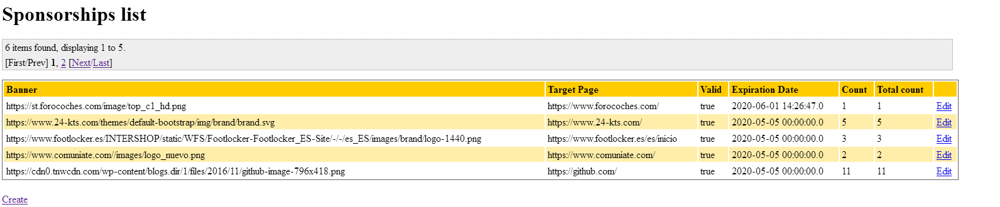 Sponsorships list
6 items found, displaying 1 to 5.
[First/Prev] 1, 2 [Next/Last]
Banner Target Page Valid Expiration Date Count Total count
https://st.forocoches.com/image/top_c1_hd.png https://www.forocoches.com/ true 2020-06-01 14:26:47.0 1 1 Edit
https://www.24-kts.com/themes/default-bootstrap/img/brand/brand.svg https://www.24-kts.com/ true 2020-05-05 00:00:00.0 5 5 Edit
https://www.footlocker.es/INTERSHOP/static/WFS/Footlocker-Footlocker_ES-Site/-/-/es_ES/images/brand/logo-1440.png https://www.footlocker.es/es/inicio true 2020-05-05 00:00:00.0 3 3 Edit
https://www.comuniate.com//images/logo_nuevo.png https://www.comuniate.com/ true 2020-05-05 00:00:00.0 2 2 Edit
https://cdn0.tnwcdn.com/wp-content/blogs.dir/1/files/2016/11/github-image-796x418.png https://github.com/ true 2020-05-05 00:00:00.0 11 11 Edit
Create